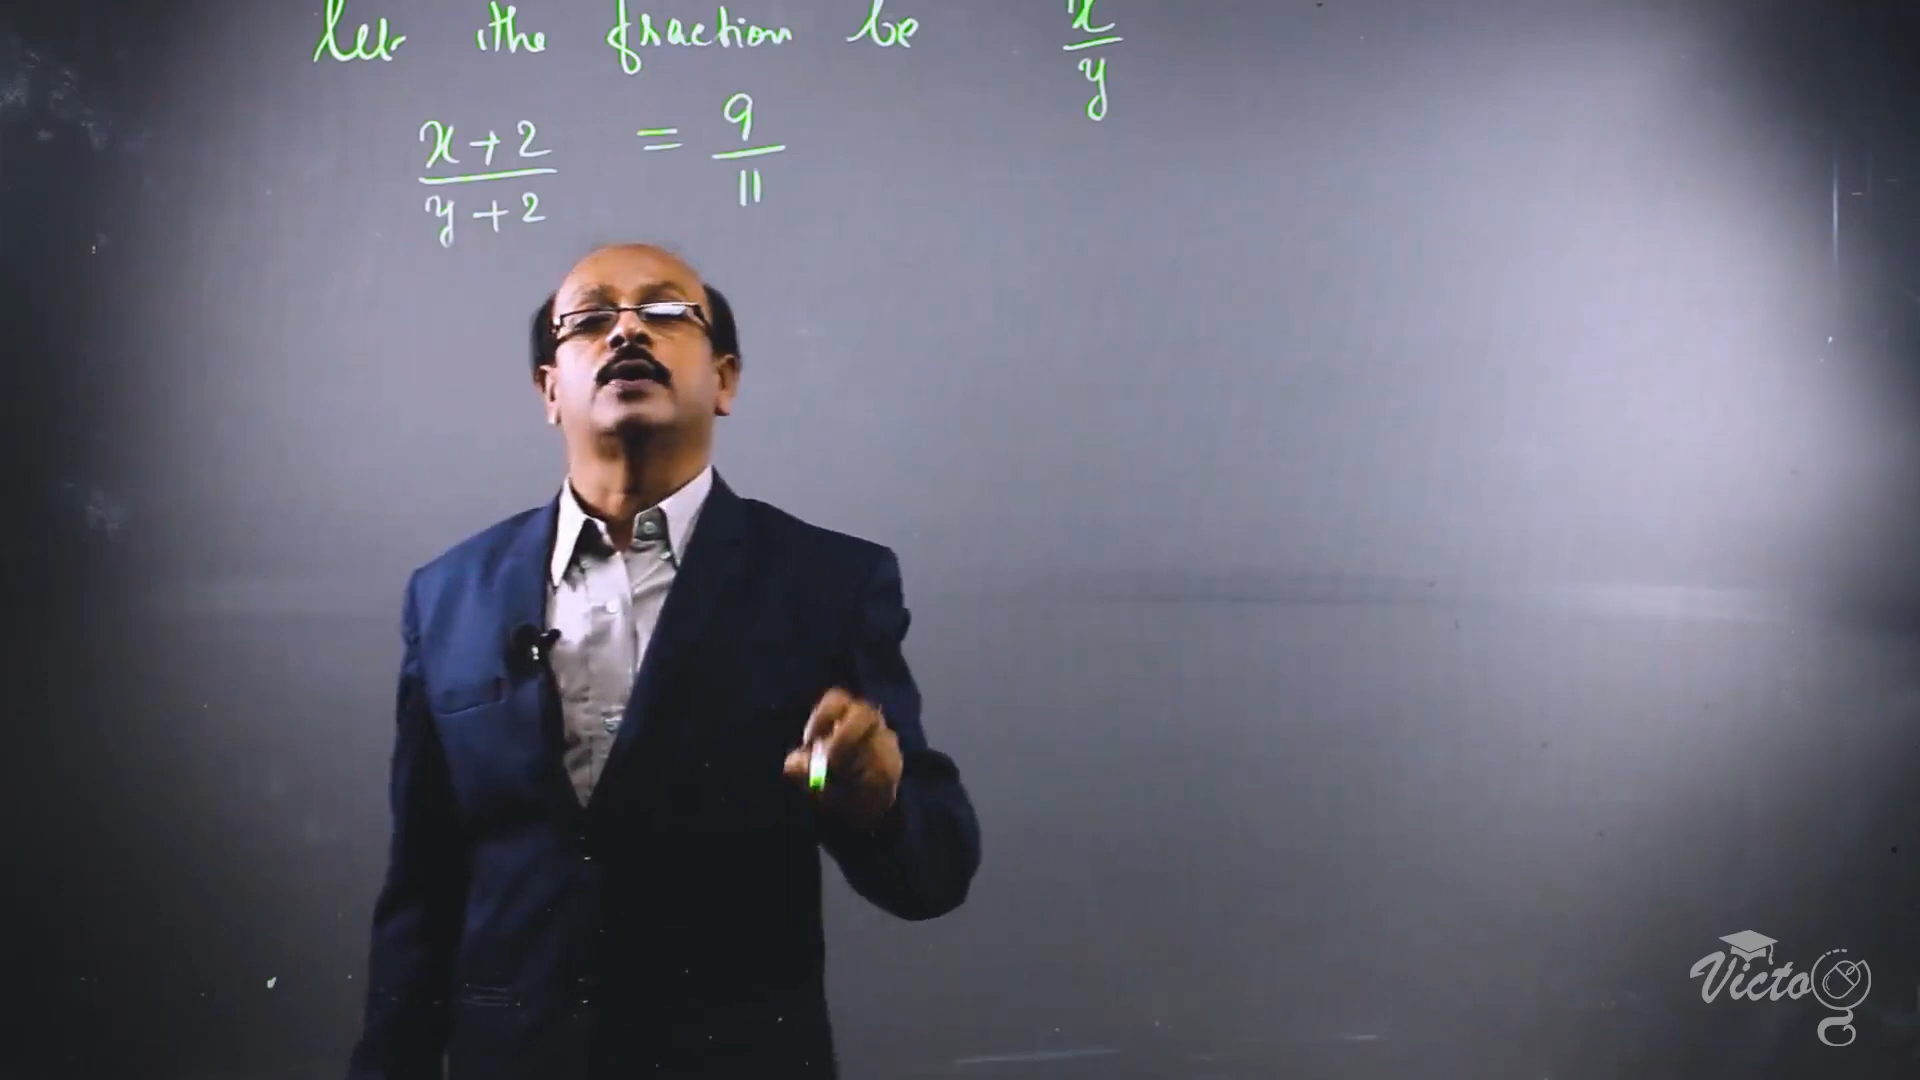 let the fraction be x/y
x+2/y+2 = 9/11
Victo